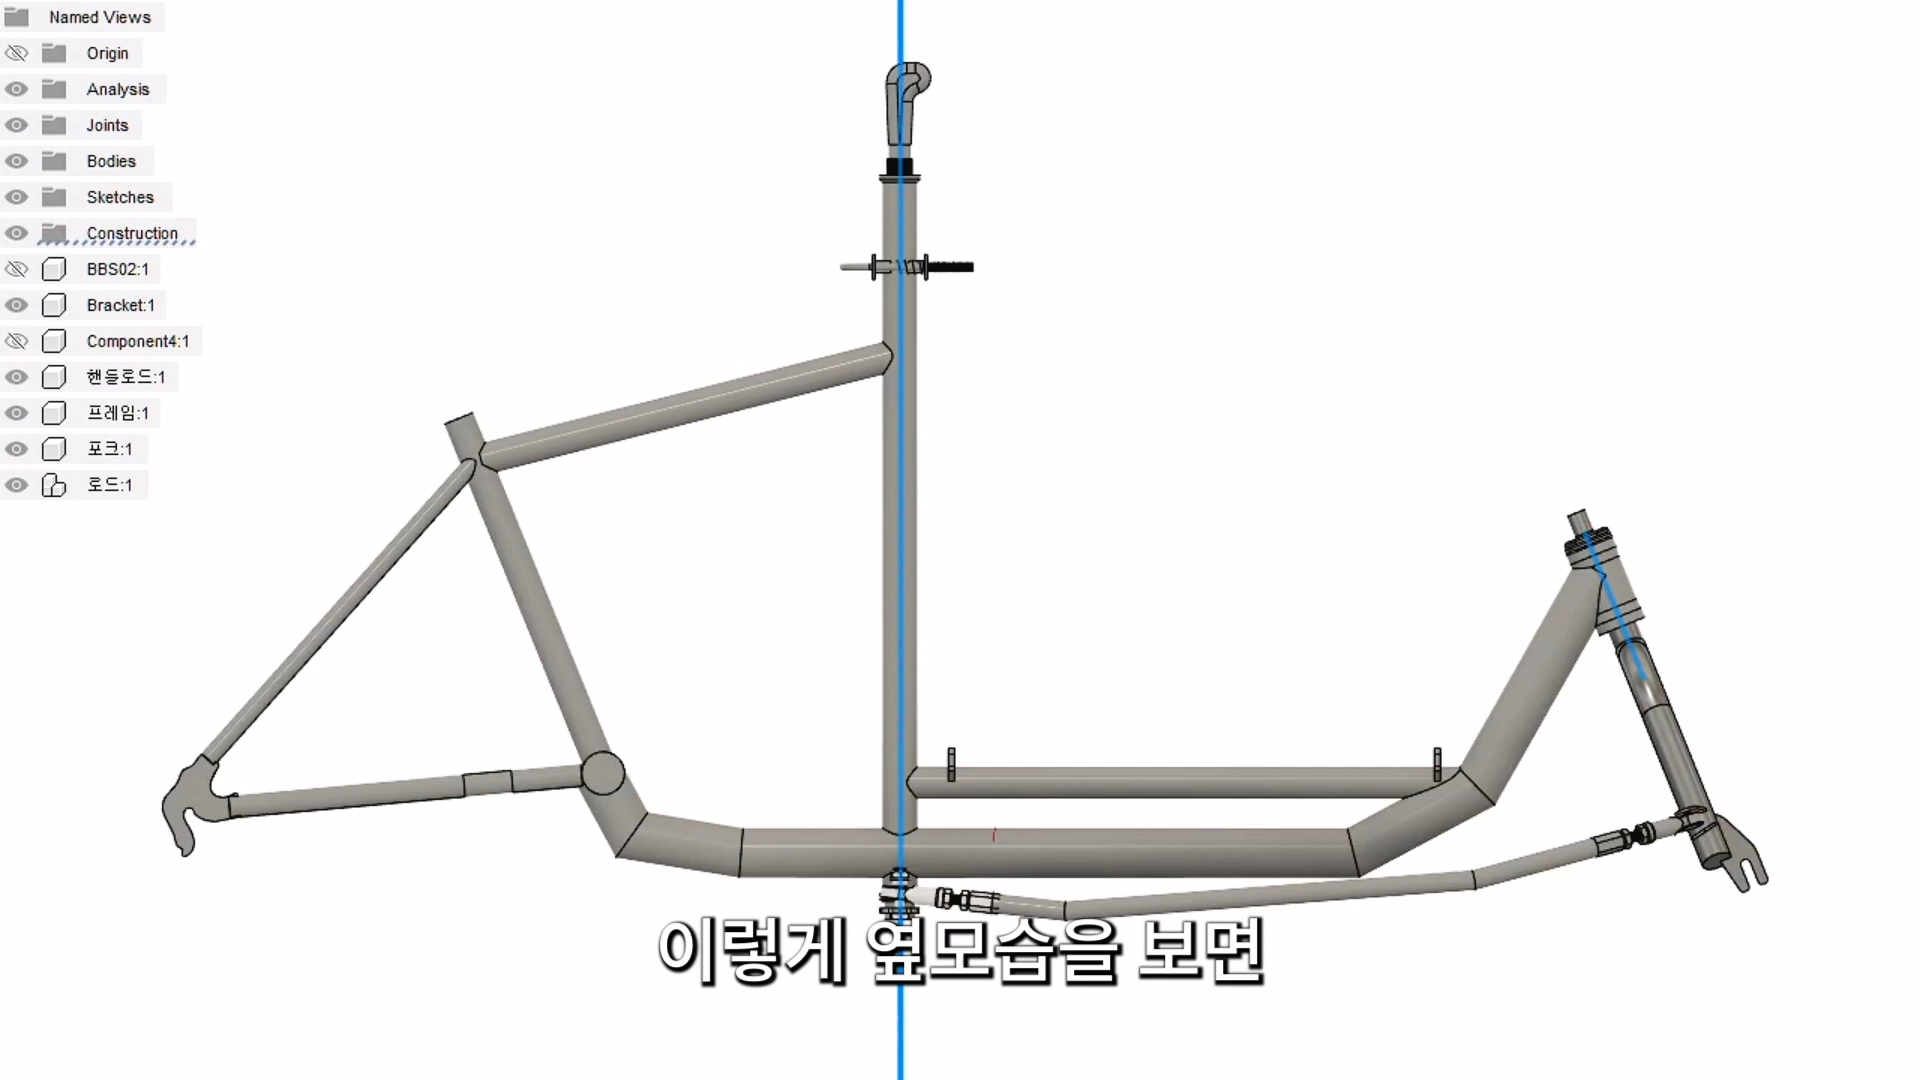 Named Views
Origin
Analysis
Joints
Bodies
Sketches
Construction
BBS02:1
Bracket:1
Component4:1
핸들로드:1
프레임:1
포크:1
로드:1
이렇게 옆모습을 보면